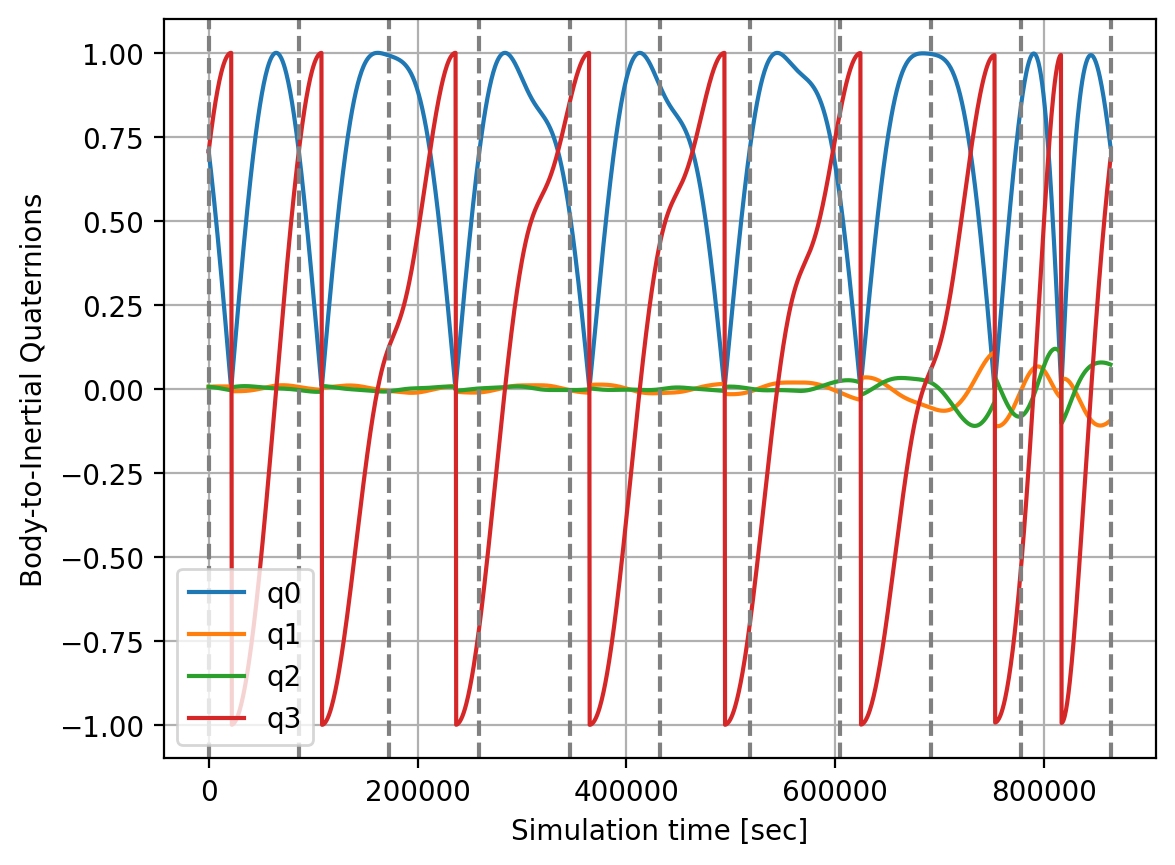 1.00
0.75
0.50
0.25
0.00
−0.25
−0.50
−0.75
−1.00
Body-to-Inertial Quaternions
q0
q1
q2
q3
0 200000 400000 600000 800000
Simulation time [sec]